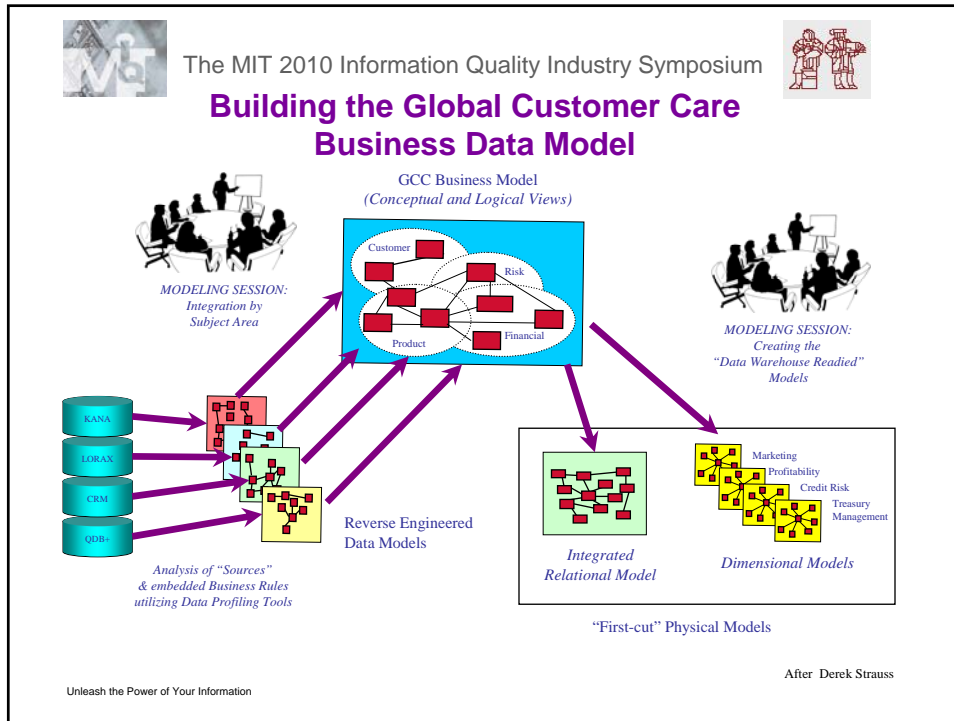 The MIT 2010 Information Quality Industry Symposium
Building the Global Customer Care
Business Data Model
GCC Business Model
(Conceptual and Logical Views)
Customer
Risk
Product
Financial
MODELING SESSION:
Integration by
Subject Area
MODELING SESSION:
Creating the
“Data Warehouse Readied”
Models
KANA
LORAX
CRM
QDB+
Reverse Engineered
Data Models
Analysis of “Sources”
& embedded Business Rules
utilizing Data Profiling Tools
Integrated
Relational Model
Marketing
Profitability
Credit Risk
Treasury
Management
Dimensional Models
“First-cut” Physical Models
After Derek Strauss
Unleash the Power of Your Information